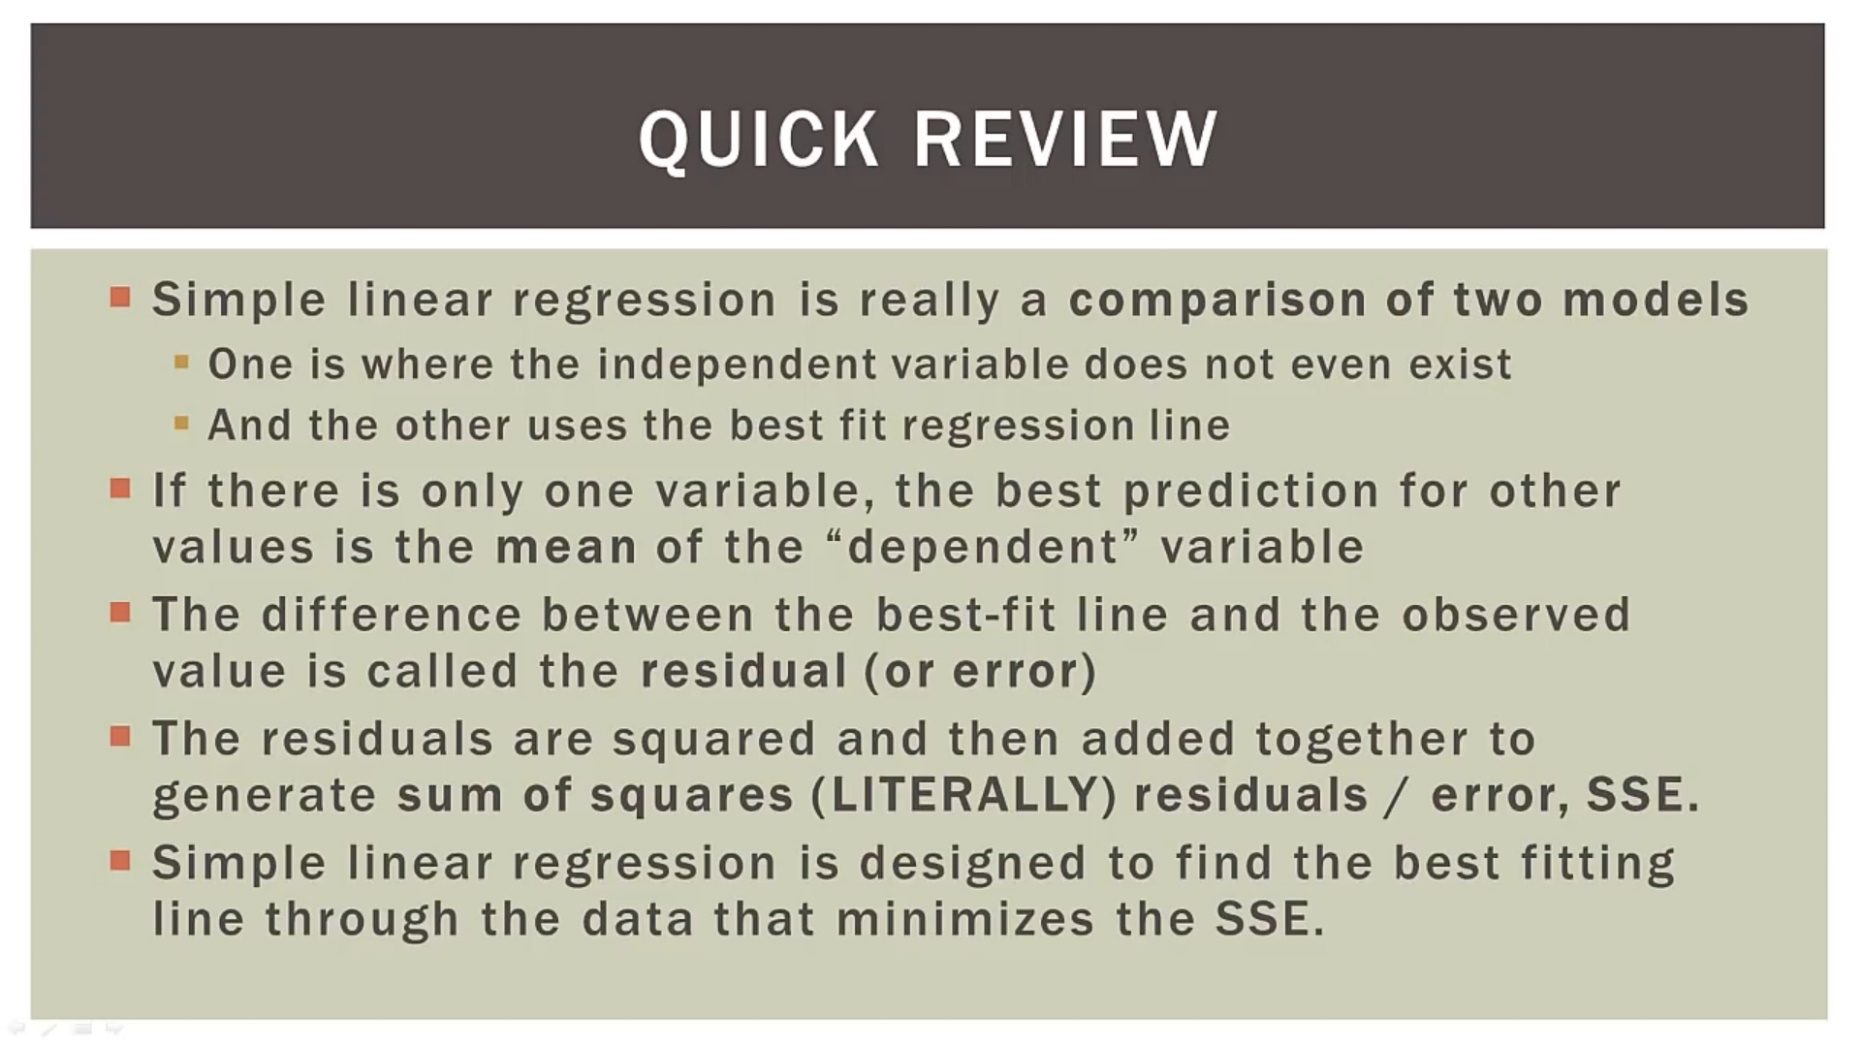 QUICK REVIEW
Simple linear regression is really a comparison of two models
One is where the independent variable does not even exist
And the other uses the best fit regression line
If there is only one variable, the best prediction for other
values is the mean of the “dependent” variable
The difference between the best-fit line and the observed
value is called the residual (or error)
The residuals are squared and then added together to
generate sum of squares (LITERALLY) residuals / error, SSE.
Simple linear regression is designed to find the best fitting
line through the data that minimizes the SSE.